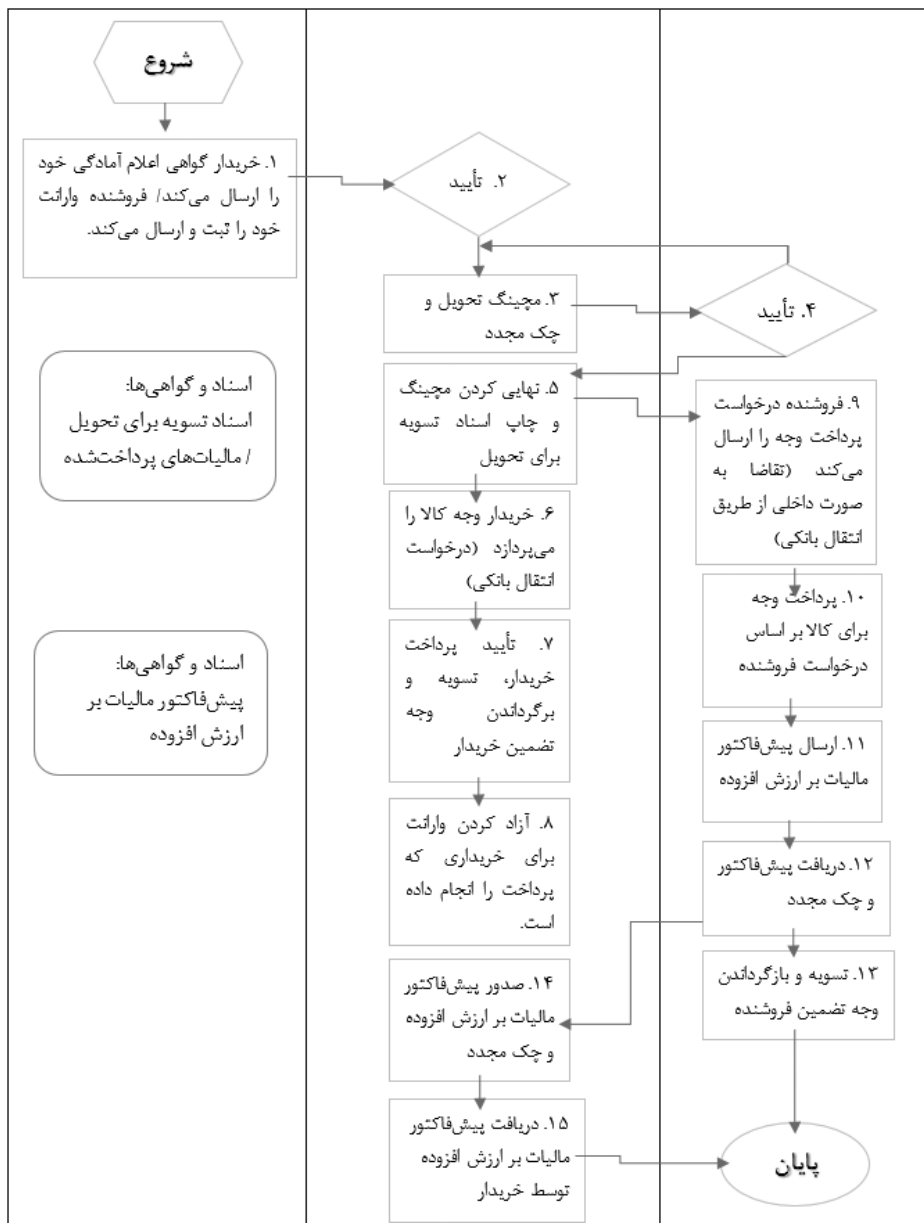 شروع
۱. خریدار گواهی اعلام آمادگی خود
را ارسال می‌کند/ فروشنده وارانت
خود را ثبت و ارسال می‌کند.
۲. تأیید
۳. مچینگ تحویل و
چک مجدد
۴. تأیید
اسناد و گواهی‌ها:
اسناد تسویه برای تحویل
/ مالیات‌های پرداخت‌شده
۵. نهایی کردن مچینگ
و چاپ اسناد تسویه
برای تحویل
۶. خریدار وجه کالا را
می‌پردازد (درخواست
انتقال بانکی)
۷. تأیید پرداخت
خریدار، تسویه و
برگرداندن وجه
تضمین خریدار
۸. آزاد کردن وارانت
برای خریداری که
پرداخت را انجام داده
است.
۹. فروشنده درخواست
پرداخت وجه را ارسال
می‌کند (تقاضا به
صورت داخلی از طریق
انتقال بانکی)
۱۰. پرداخت وجه
برای کالا بر اساس
درخواست فروشنده
اسناد و گواهی‌ها:
پیش‌فاکتور مالیات بر
ارزش افزوده
۱۱. ارسال پیش‌فاکتور
مالیات بر ارزش افزوده
۱۲. دریافت پیش‌فاکتور
و چک مجدد
۱۳. تسویه و بازگرداندن
وجه تضمین فروشنده
۱۴. صدور پیش‌فاکتور
مالیات بر ارزش افزوده
و چک مجدد
۱۵. دریافت پیش‌فاکتور
مالیات بر ارزش افزوده
توسط خریدار
پایان